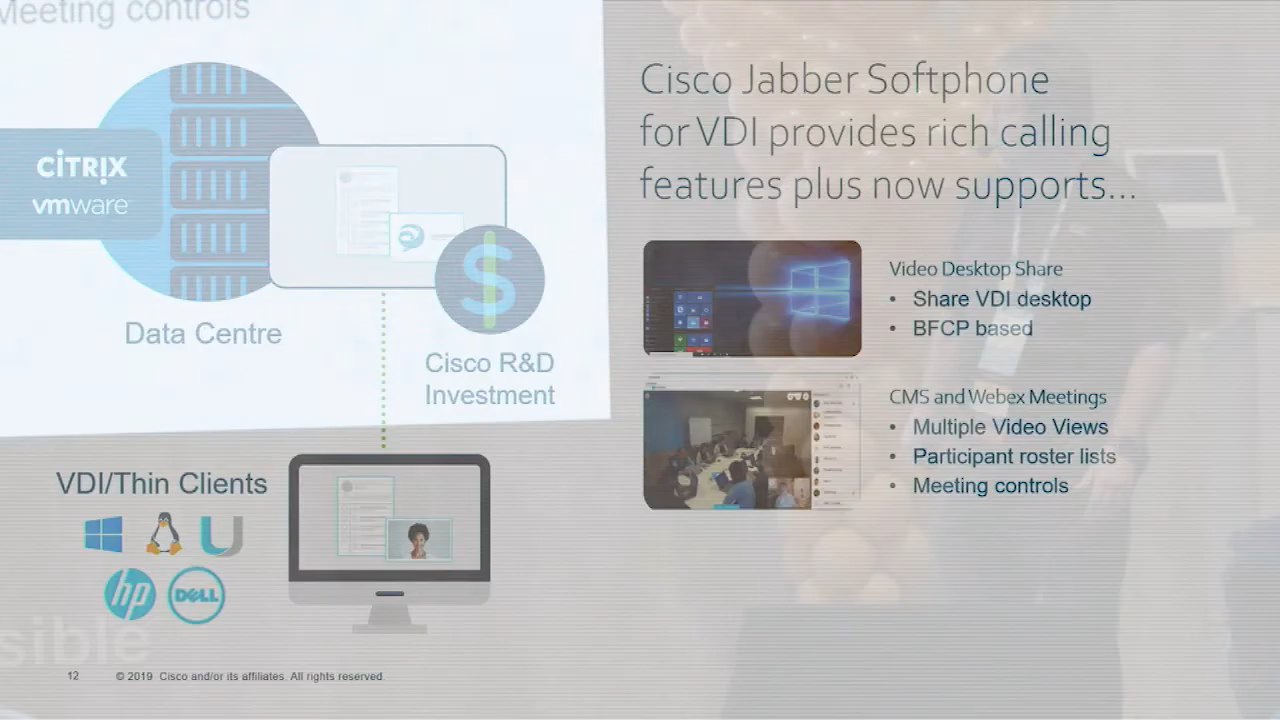 Meeting controls
Cisco Jabber Softphone
for VDI provides rich calling
features plus now supports...
CITRIX
vmware
Data Centre
$
Cisco R&D
Investment
Video Desktop Share
• Share VDI desktop
• BFCP based
CMS and Webex Meetings
• Multiple Video Views
• Participant roster lists
• Meeting controls
VDI/Thin Clients
hp
DELL
sible
12 © 2019 Cisco and/or its affiliates. All rights reserved.